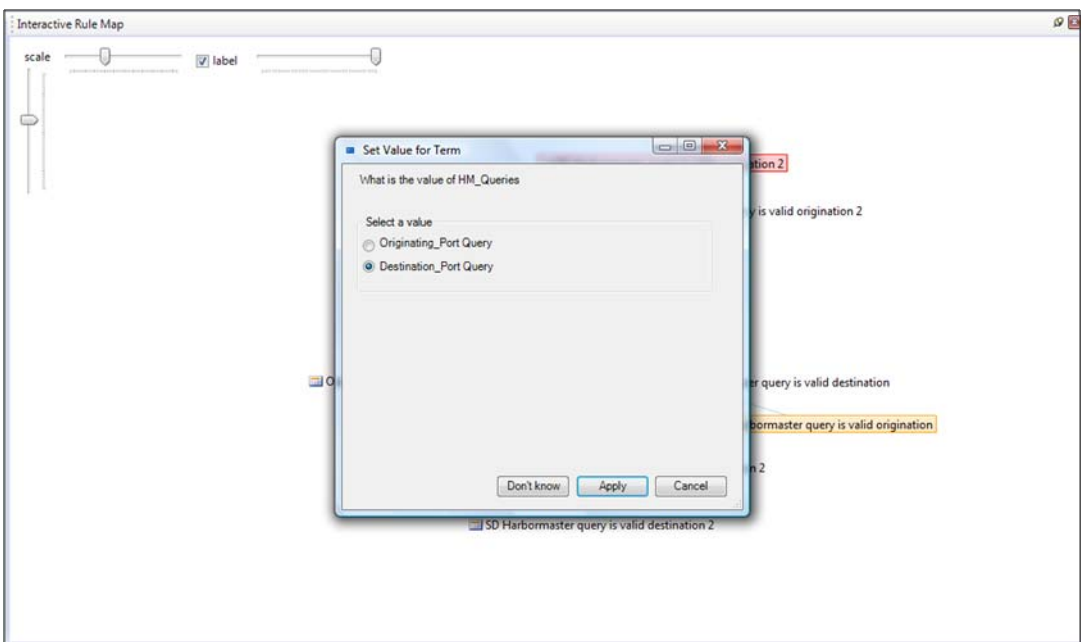 Interactive Rule Map
scale
label
Set Value for Term
ation 2
What is the value of HM_Queries
y is valid origination 2
Select a value
Originating_Port Query
Destination_Port Query
O
er query is valid destination
bormaster query is valid origination
n 2
Don't know
Apply
Cancel
SD Harbormaster query is valid destination 2